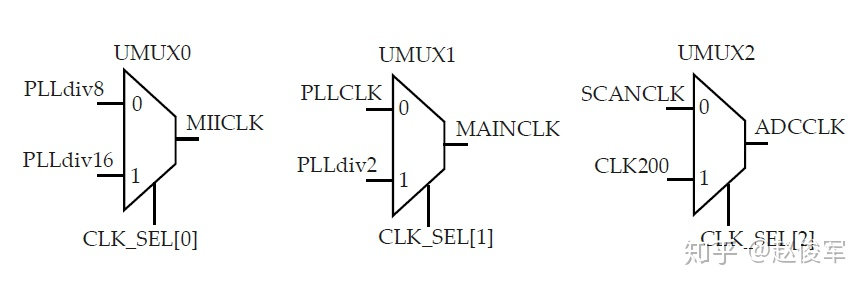 UMUX0
PLLdiv8
0
MIICLK
PLLdiv16
1
CLK_SEL[0]
UMUX1
PLLCLK
0
MAINCLK
PLLdiv2
1
CLK_SEL[1]
UMUX2
SCANCLK
0
ADCCLK
CLK200
1
CLK_SEL[2]
知乎 @赵俊军